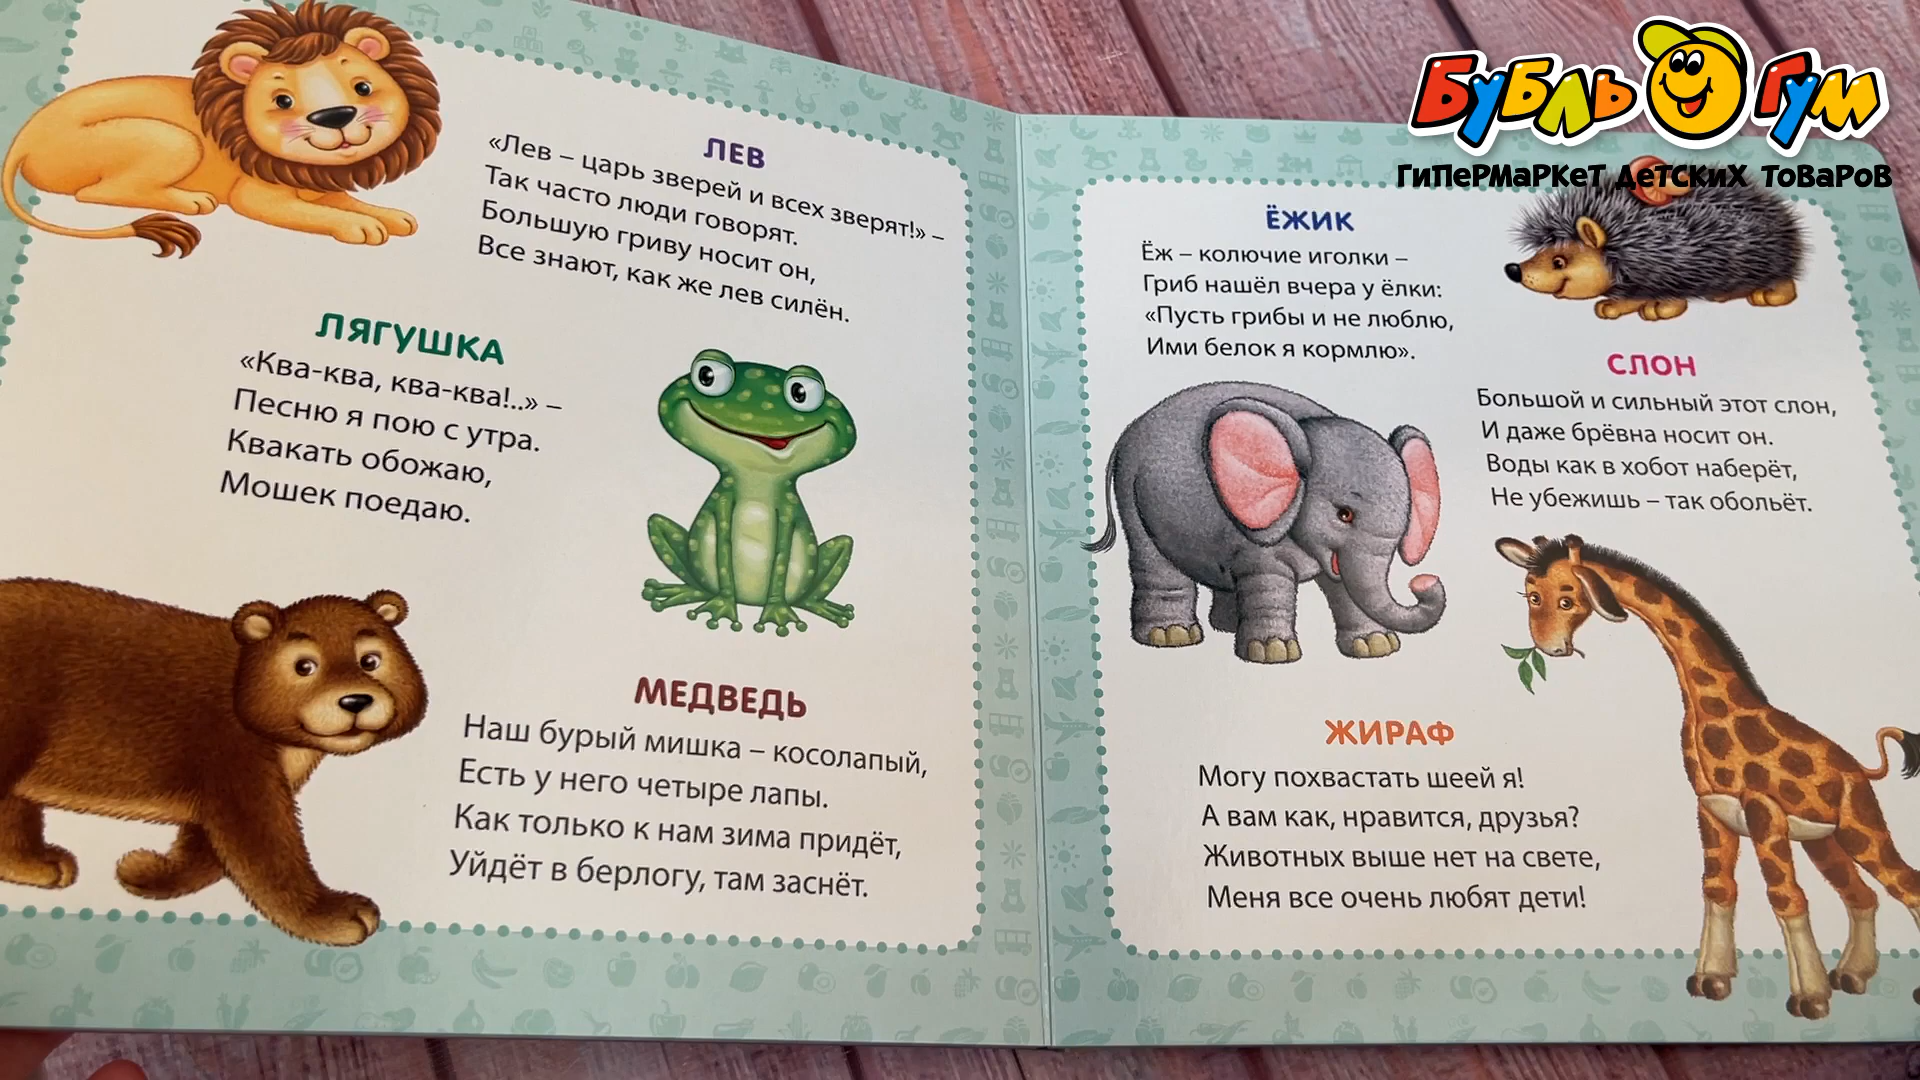 ЛЕВ
«Лев – царь зверей и всех зверят!» –
Так часто люди говорят.
Большую гриву носит он,
Все знают, как же лев силён.
ЛЯГУШКА
«Ква-ква, ква-ква!..» –
Песню я пою с утра.
Квакать обожаю,
Мошек поедаю.
МЕДВЕДЬ
Наш бурый мишка – косолапый,
Есть у него четыре лапы.
Как только к нам зима придёт,
Уйдёт в берлогу, там заснёт.
БУБЛЬ ГУМ
ГИПЕРМАРКЕТ ДЕТСКИХ ТОВАРОВ
ЁЖИК
Ёж – колючие иголки –
Гриб нашёл вчера у ёлки:
«Пусть грибы и не люблю,
Ими белок я кормлю».
СЛОН
Большой и сильный этот слон,
И даже брёвна носит он.
Воды как в хобот наберёт,
Не убежишь – так обольёт.
ЖИРАФ
Могу похвастать шеей я!
А вам как, нравится, друзья?
Животных выше нет на свете,
Меня все очень любят дети!